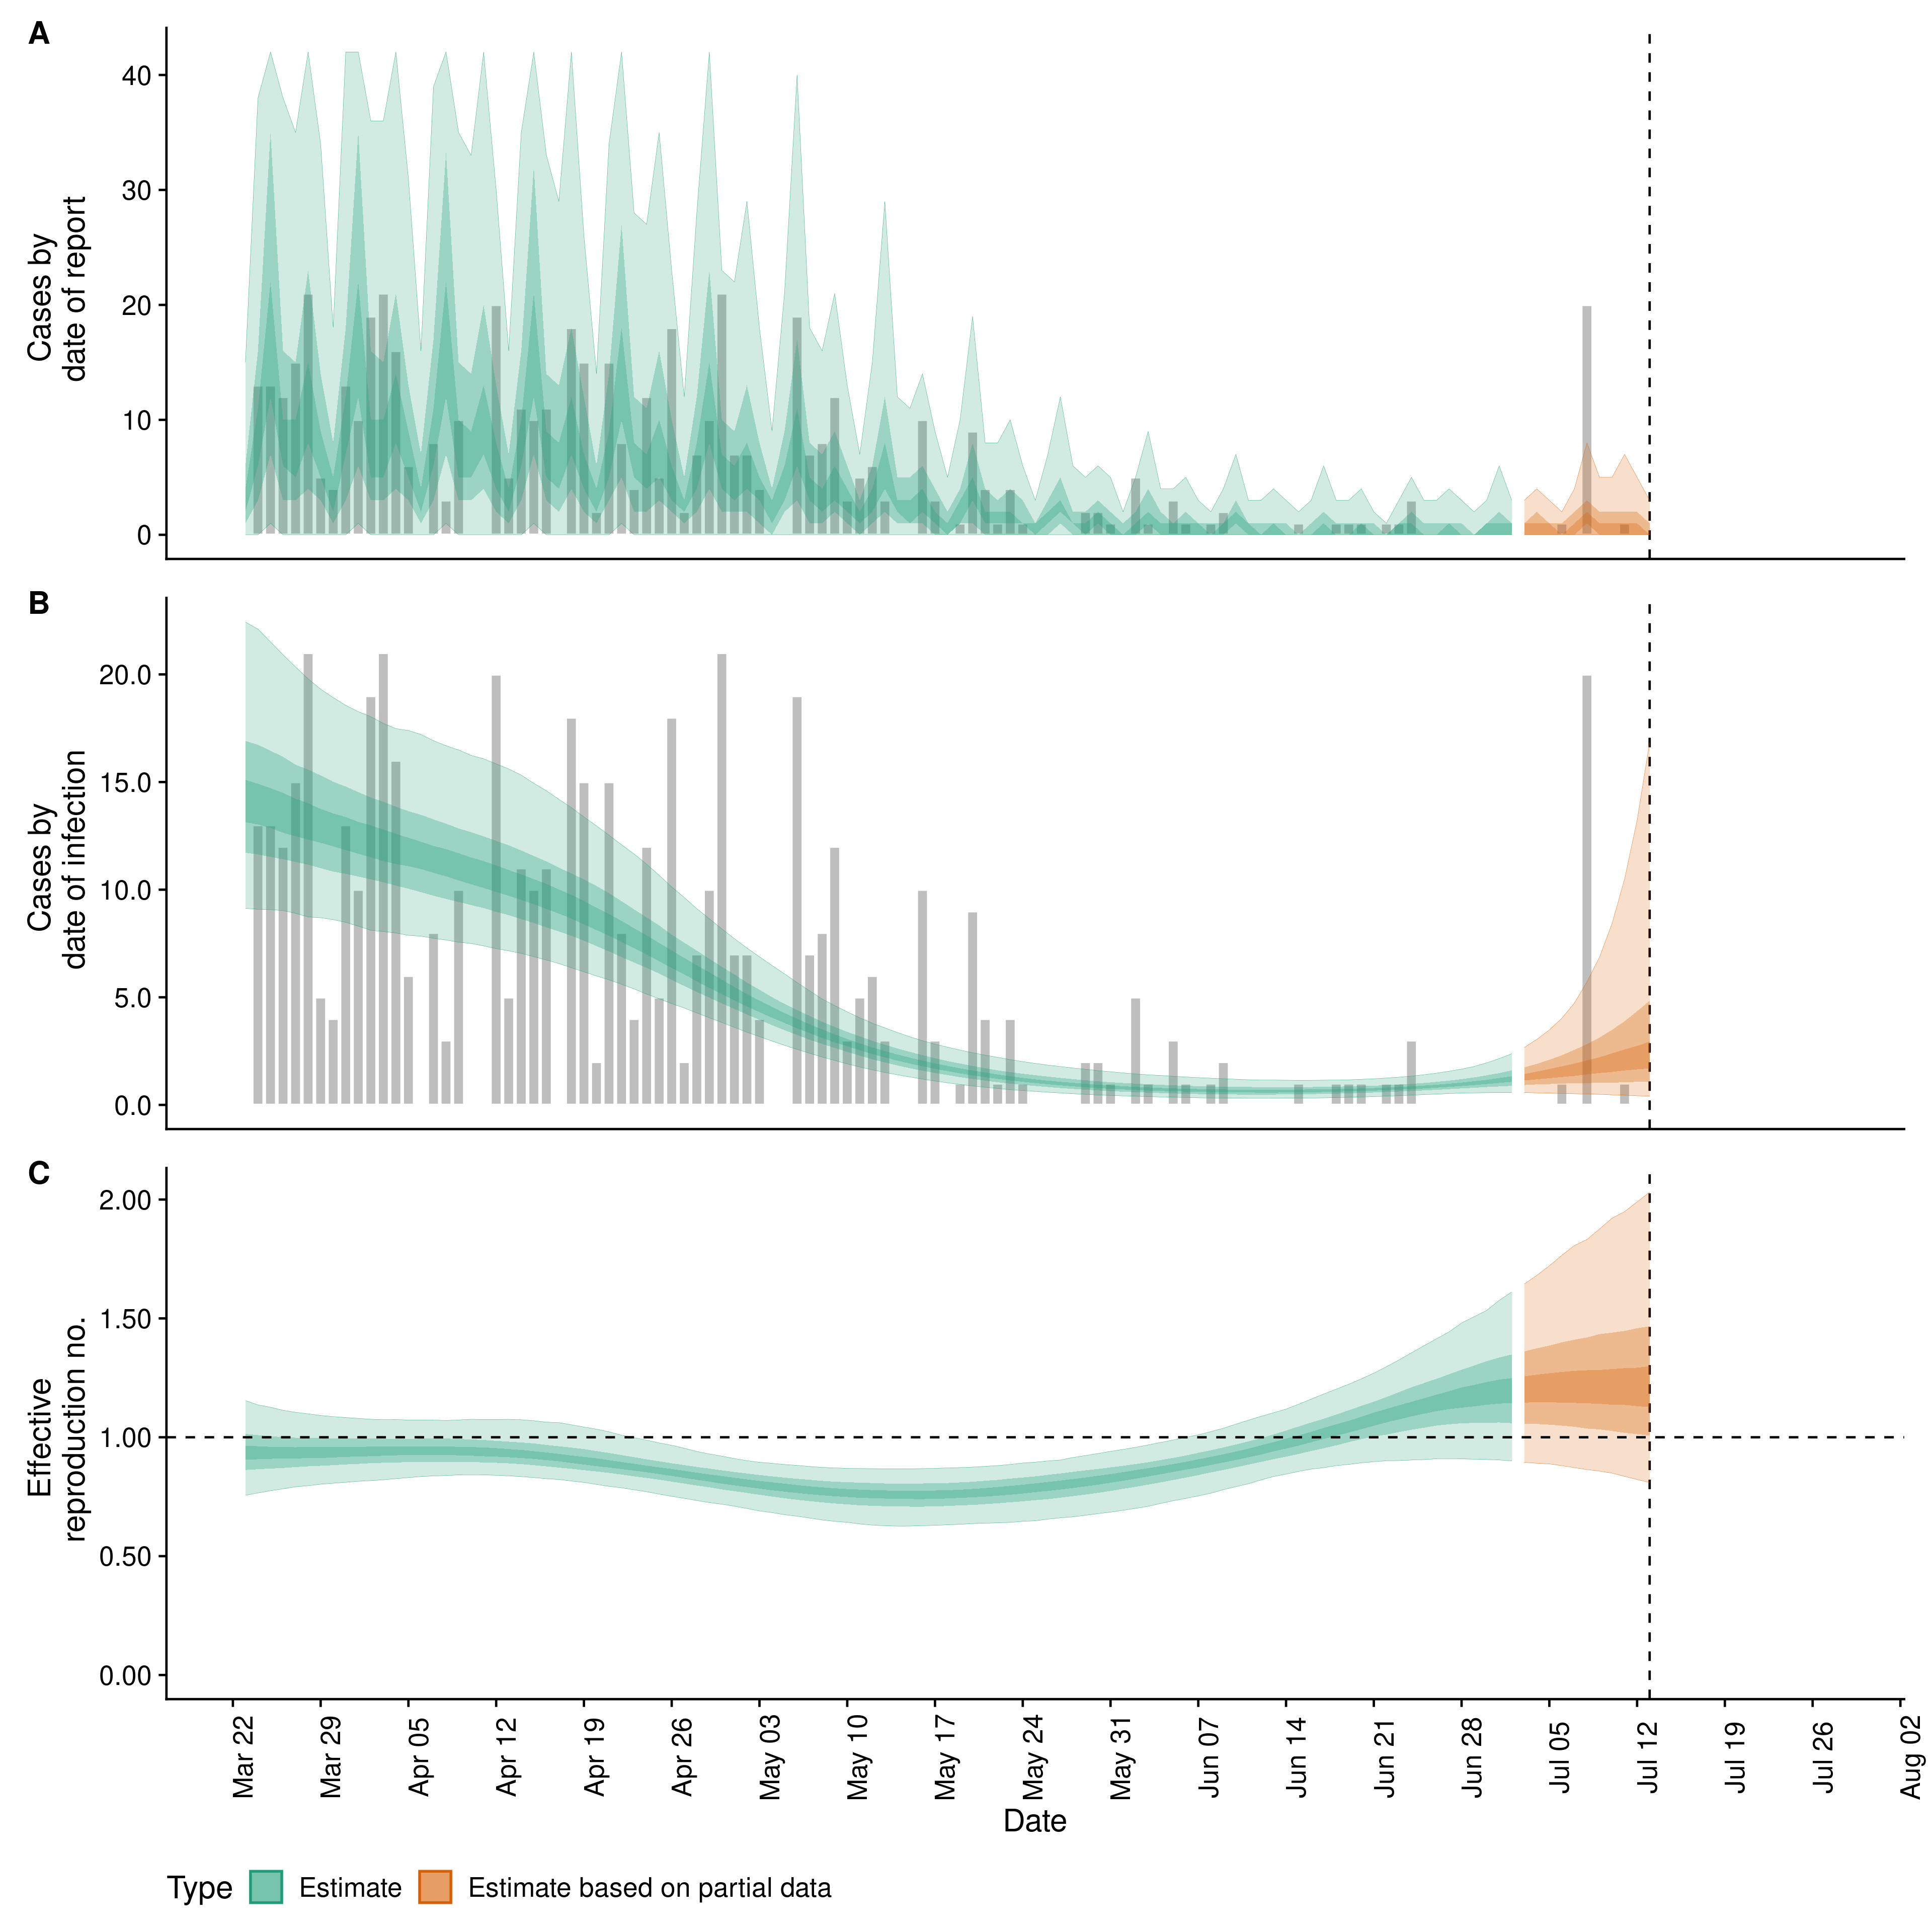 A
40
30
20
10
0
Cases by
date of report
B
20.0
15.0
10.0
5.0
0.0
Cases by
date of infection
C
2.00
1.50
1.00
0.50
0.00
Effective
reproduction no.
Mar 22
Mar 29
Apr 05
Apr 12
Apr 19
Apr 26
May 03
May 10
May 17
May 24
May 31
Jun 07
Jun 14
Jun 21
Jun 28
Jul 05
Jul 12
Jul 19
Jul 26
Aug 02
Date
Type Estimate Estimate based on partial data